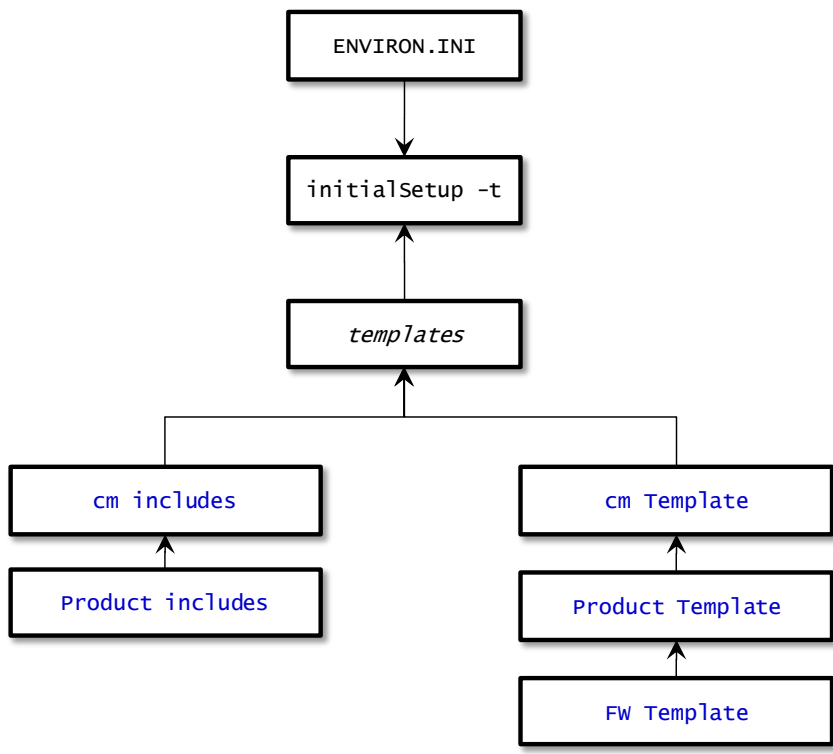 ENVIRON.INI
initialSetup -t
templates
cm includes
cm Template
Product includes
Product Template
FW Template